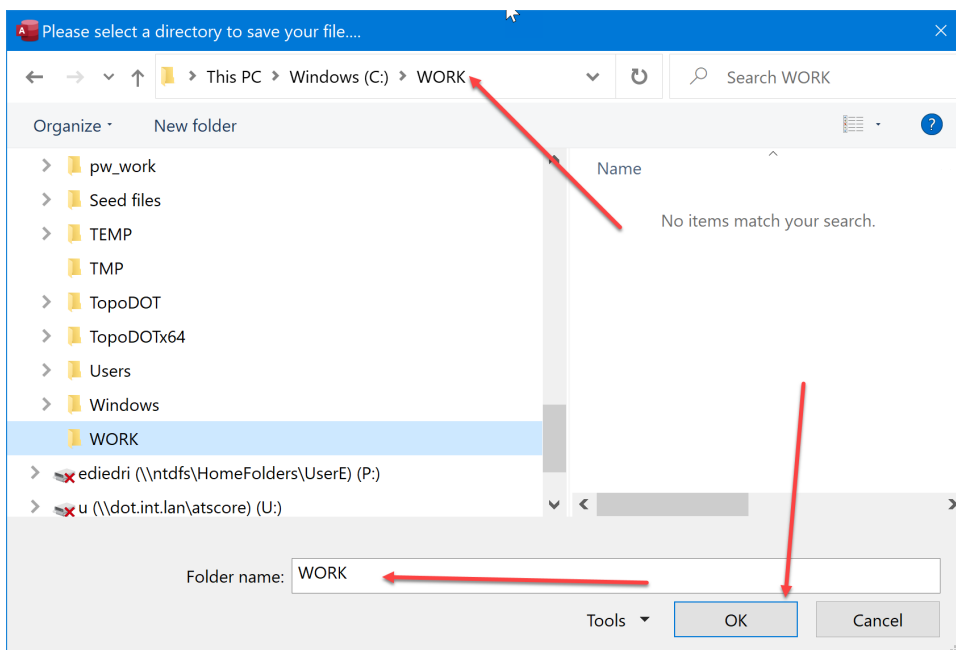 A Please select a directory to save your file....
This PC > Windows (C:) > WORK
Search WORK
Organize New folder ?
Name
No items match your search.
pw_work
Seed files
TEMP
TMP
TopoDOT
TopoDOTx64
Users
Windows
WORK
ediedri (\\ntdfs\HomeFolders\UserE) (P:)
u (\\dot.int.lan\atscore) (U:)
Folder name: WORK
Tools OK Cancel